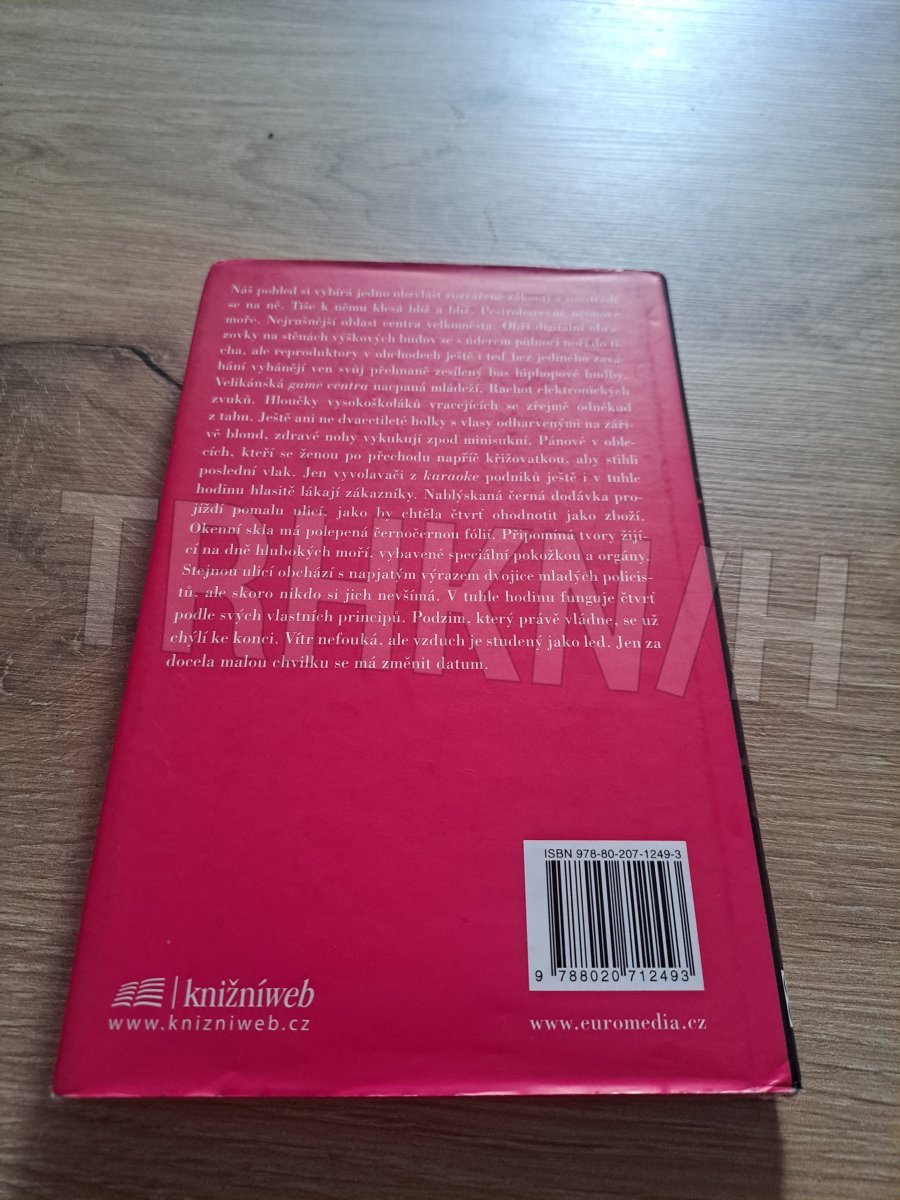 Náš pohled si vybírá jedno obzvlášť rozzářené zákoutí a soustředí
se na ně. Tiše k němu klesá blíž a blíž. Pestrobarevné neonové
moře. Nejrušnější oblast centra velkoměsta. Obří digitální obra-
zovky na stěnách výškových budov se s úderem půlnoci noří do ti-
cha, ale reproduktory v obchodech ještě i teď bez jediného zavá-
hání vyhánějí ven svůj přehnaně zesílený bas hiphopové hudby.
Velikánská game centra nacpaná mládeží. Rachot elektronických
zvuků. Hloučky vysokoškoláků vracejících se zřejmě odněkud
z tahu. Ještě ani ne dvacetileté holky s vlasy odbarvenými na záři-
vě blond, zdravé nohy vykukují zpod minisukní. Pánové v oble-
cích, kteří se ženou po přechodu napříč křižovatkou, aby stihli
poslední vlak. Jen vyvolavači z karaoke podniků ještě i v tuhle
hodinu hlasitě lákají zákazníky. Nablýskaná černá dodávka pro-
jíždí pomalu ulicí, jako by chtěla čtvrť ohodnotit jako zboží.
Okenní skla má polepená černočernou fólií. Připomíná tvory žijí-
cí na dně hlubokých moří, vybavené speciální pokožkou a orgány.
Stejnou ulicí obchází s napjatým výrazem dvojice mladých policis-
tů, ale skoro nikdo si jich nevšímá. V tuhle hodinu funguje čtvrť
podle svých vlastních principů. Podzim, který právě vládne, se už
chýlí ke konci. Vítr nefouká, ale vzduch je studený jako led. Jen za
docela malou chvilku se má změnit datum.
TRHKNIH
ISBN 978-80-207-1249-3
9 788020 712493
knižníweb
www.knizniweb.cz
www.euromedia.cz